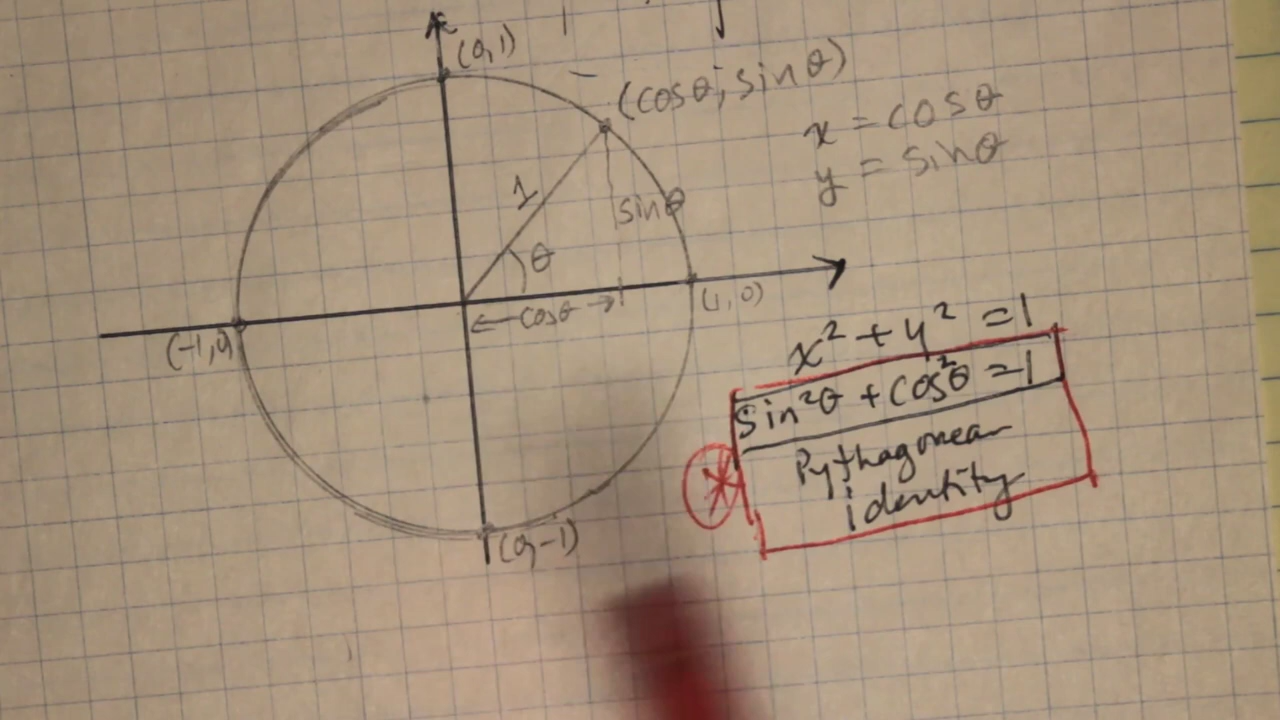 (0,1)
(cosθ, sinθ)
x = cosθ
y = sinθ
1
sinθ
θ
cosθ
(1,0)
(-1,0)
x² + y² = 1
sin²θ + cos²θ = 1
Pythagorean
identity
(0,-1)